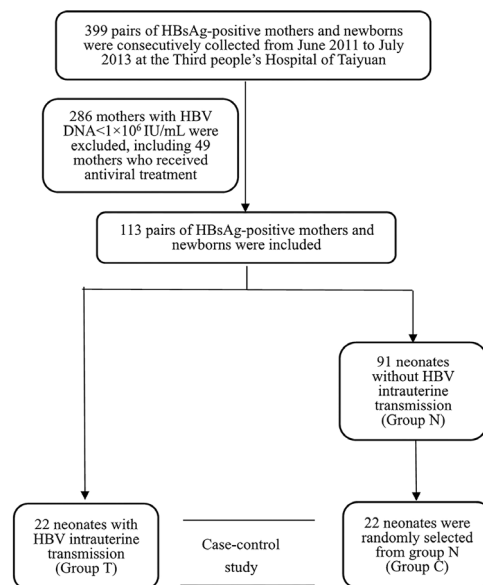 399 pairs of HBsAg-positive mothers and newborns
were consecutively collected from June 2011 to July
2013 at the Third people's Hospital of Taiyuan
286 mothers with HBV
DNA<1×10⁶ IU/mL were
excluded, including 49
mothers who received
antiviral treatment
113 pairs of HBsAg-positive mothers and
newborns were included
91 neonates
without HBV
intrauterine
transmission
(Group N)
22 neonates with
HBV intrauterine
transmission
(Group T)
Case-control
study
22 neonates were
randomly selected
from group N
(Group C)